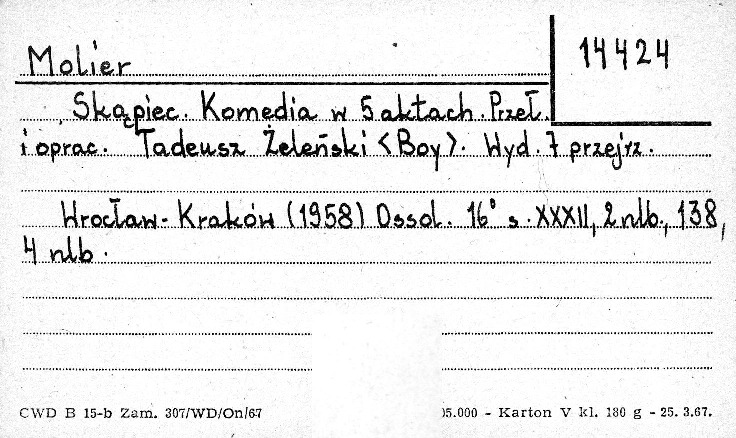 Molier
14424
Skąpiec. Komedia w 5 aktach. Przeł.
i oprac. Tadeusz Żeleński <Boy>. Wyd. 7 przejrz.
Wrocław-Kraków (1958) Ossol. 16° s. XXXII, 2 nlb., 138,
4 nlb.
CWD B 15-b Zam. 307/WD/On/67
05.000 - Karton V kl. 180 g - 25. 3.67.